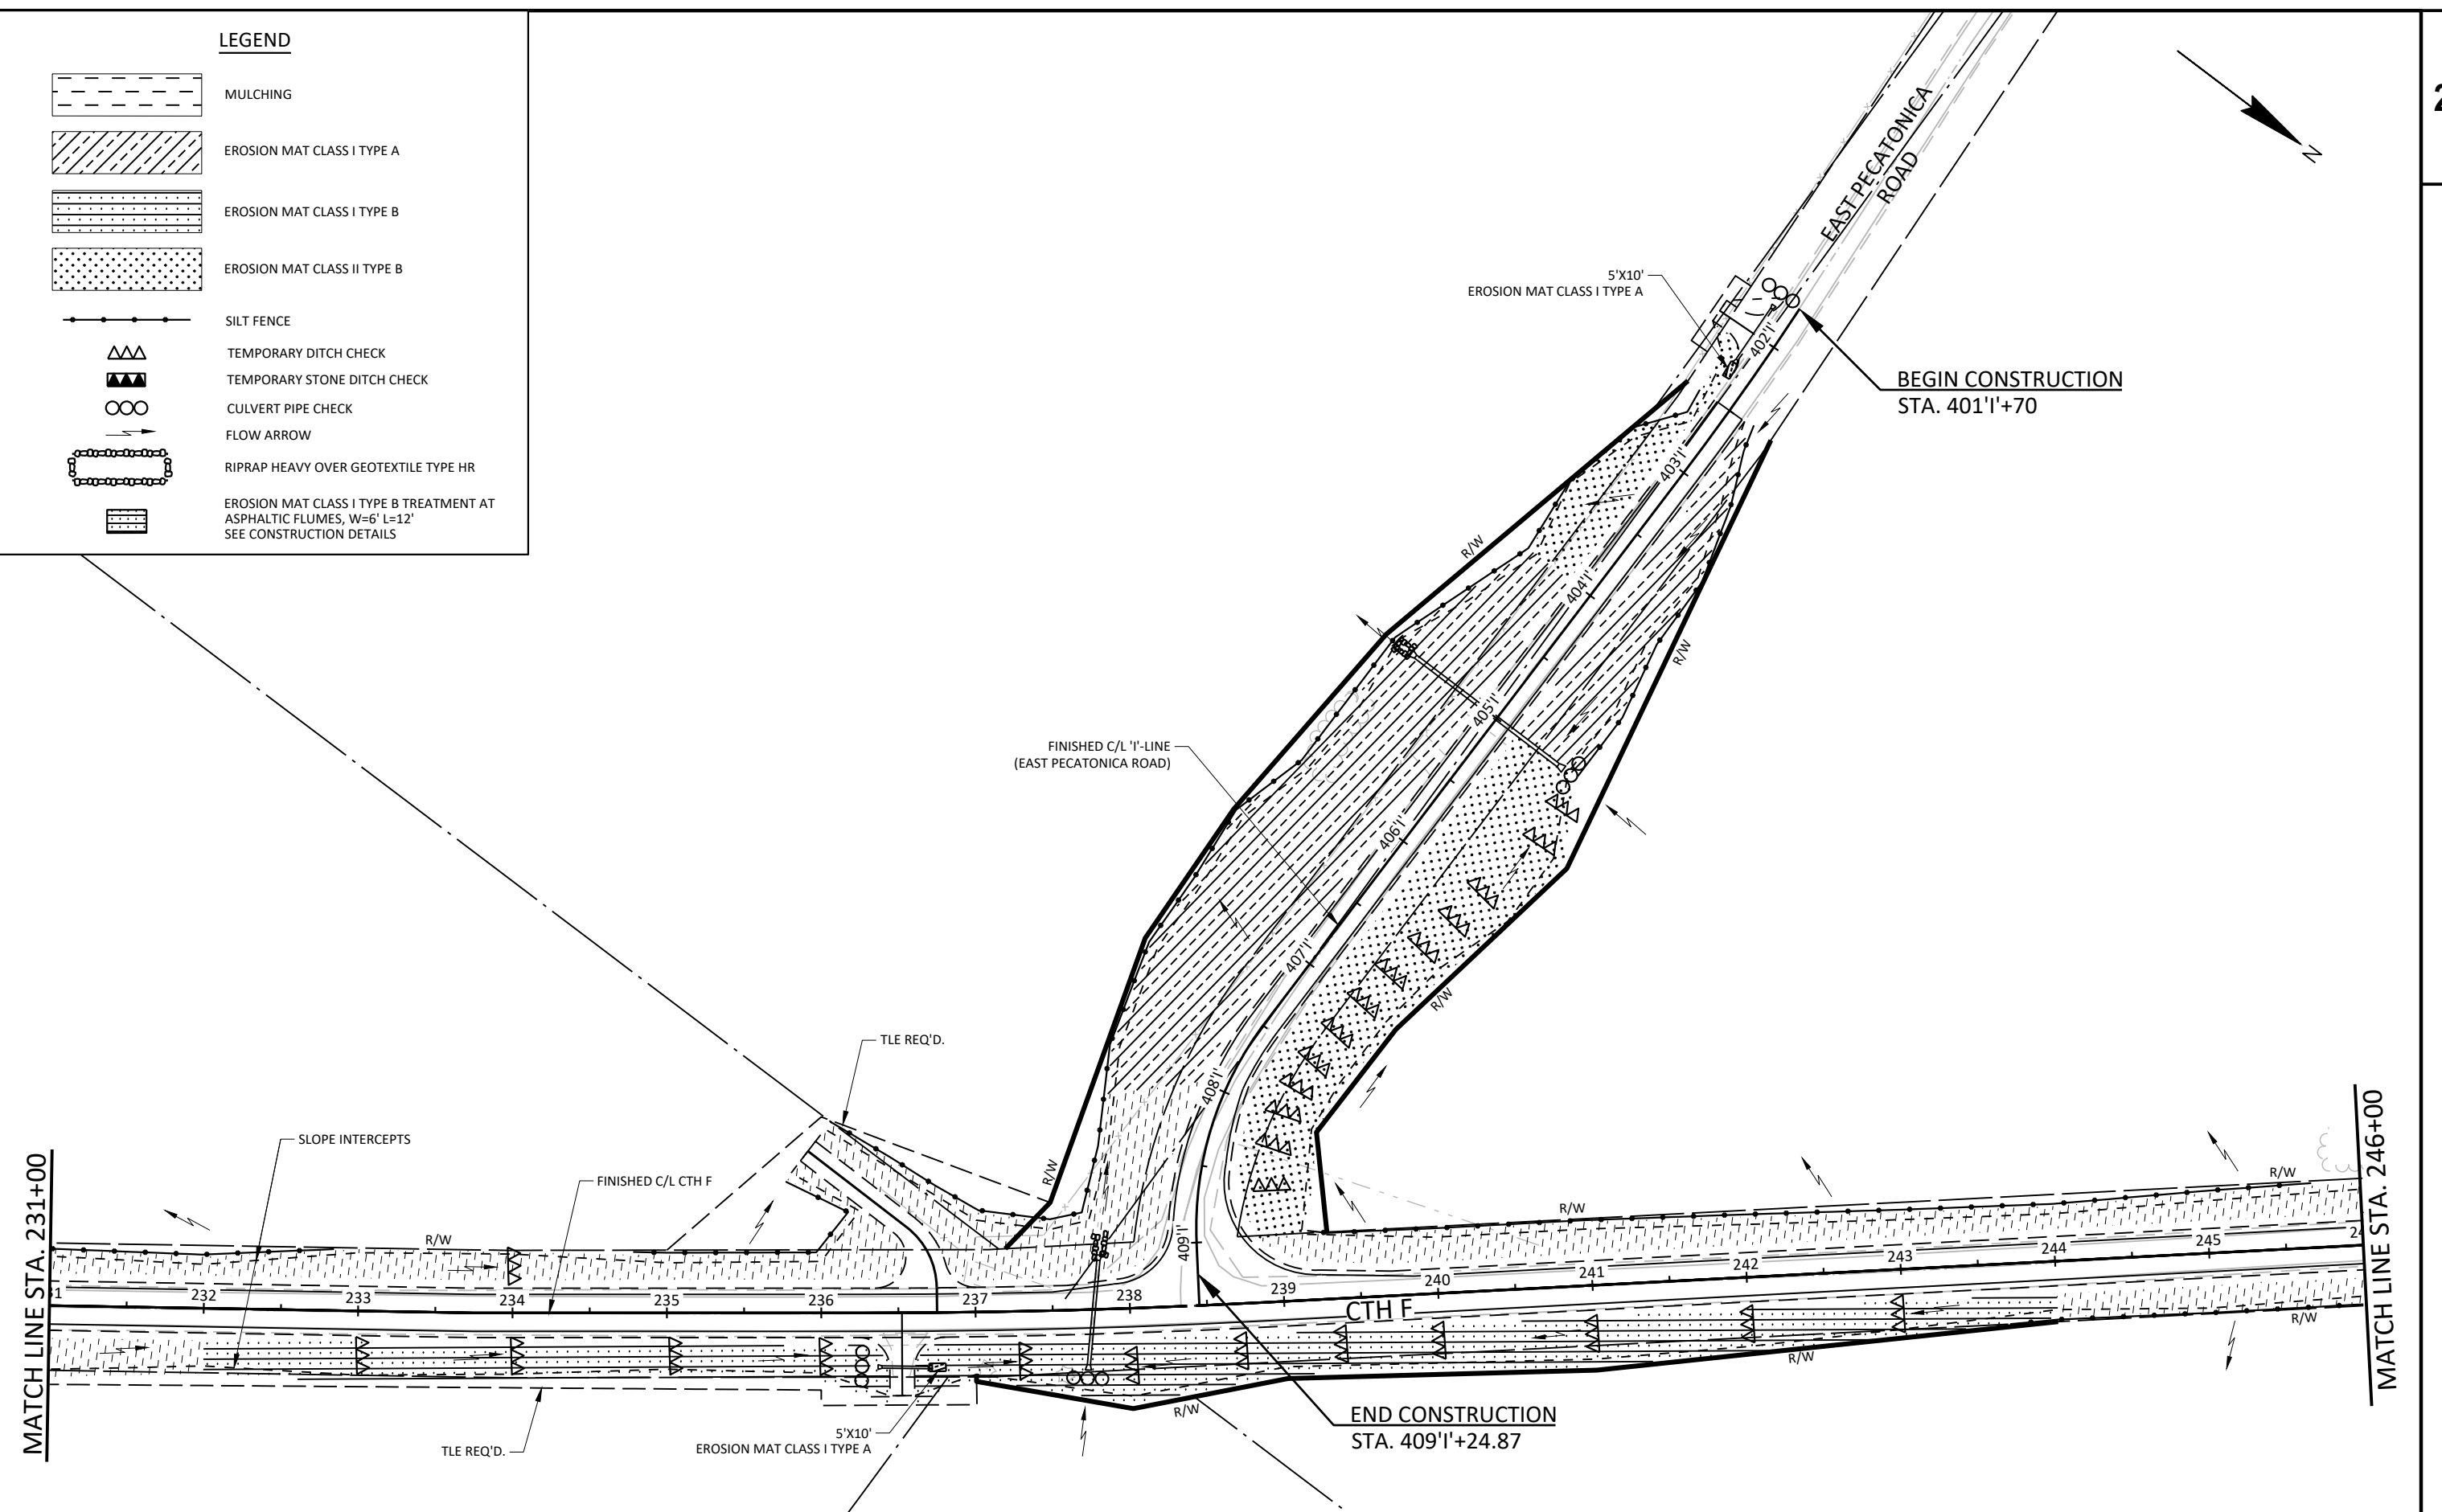 LEGEND
MULCHING
EROSION MAT CLASS I TYPE A
EROSION MAT CLASS I TYPE B
EROSION MAT CLASS II TYPE B
SILT FENCE
TEMPORARY DITCH CHECK
TEMPORARY STONE DITCH CHECK
CULVERT PIPE CHECK
FLOW ARROW
RIPRAP HEAVY OVER GEOTEXTILE TYPE HR
EROSION MAT CLASS I TYPE B TREATMENT AT
ASPHALTIC FLUMES, W=6' L=12'
SEE CONSTRUCTION DETAILS
2
N
EAST PECATONICA
ROAD
5'X10'
EROSION MAT CLASS I TYPE A
BEGIN CONSTRUCTION
STA. 401'I'+70
402'I'
403'I'
404'I'
405'I'
406'I'
407'I'
408'I'
409'I'
R/W
R/W
R/W
R/W
FINISHED C/L 'I'-LINE
(EAST PECATONICA ROAD)
TLE REQ'D.
SLOPE INTERCEPTS
FINISHED C/L CTH F
R/W
R/W
R/W
MATCH LINE STA. 231+00
31
232
233
234
235
236
237
238
239
240
241
242
243
244
245
24
MATCH LINE STA. 246+00
CTH F
R/W
R/W
R/W
END CONSTRUCTION
STA. 409'I'+24.87
5'X10'
EROSION MAT CLASS I TYPE A
TLE REQ'D.